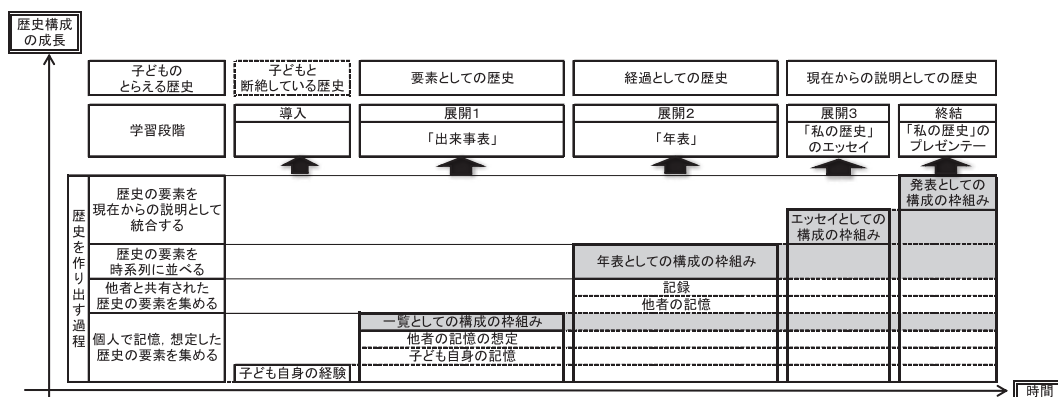 歴史構成
の成長
子どもの
とらえる歴史
子どもと
断絶している歴史
要素としての歴史
経過としての歴史
現在からの説明としての歴史
学習段階
導入
展開1
「出来事表」
展開2
「年表」
展開3
「私の歴史」
のエッセイ
終結
「私の歴史」の
プレゼンテー
歴史を作り出す過程
歴史の要素を
現在からの説明として
統合する
発表としての
構成の枠組み
エッセイとしての
構成の枠組み
歴史の要素を
時系列に並べる
年表としての構成の枠組み
他者と共有された
歴史の要素を集める
記録
他者の記憶
個人で記憶，想定した
歴史の要素を集める
一覧としての構成の枠組み
他者の記憶の想定
子ども自身の記憶
子ども自身の経験
時間